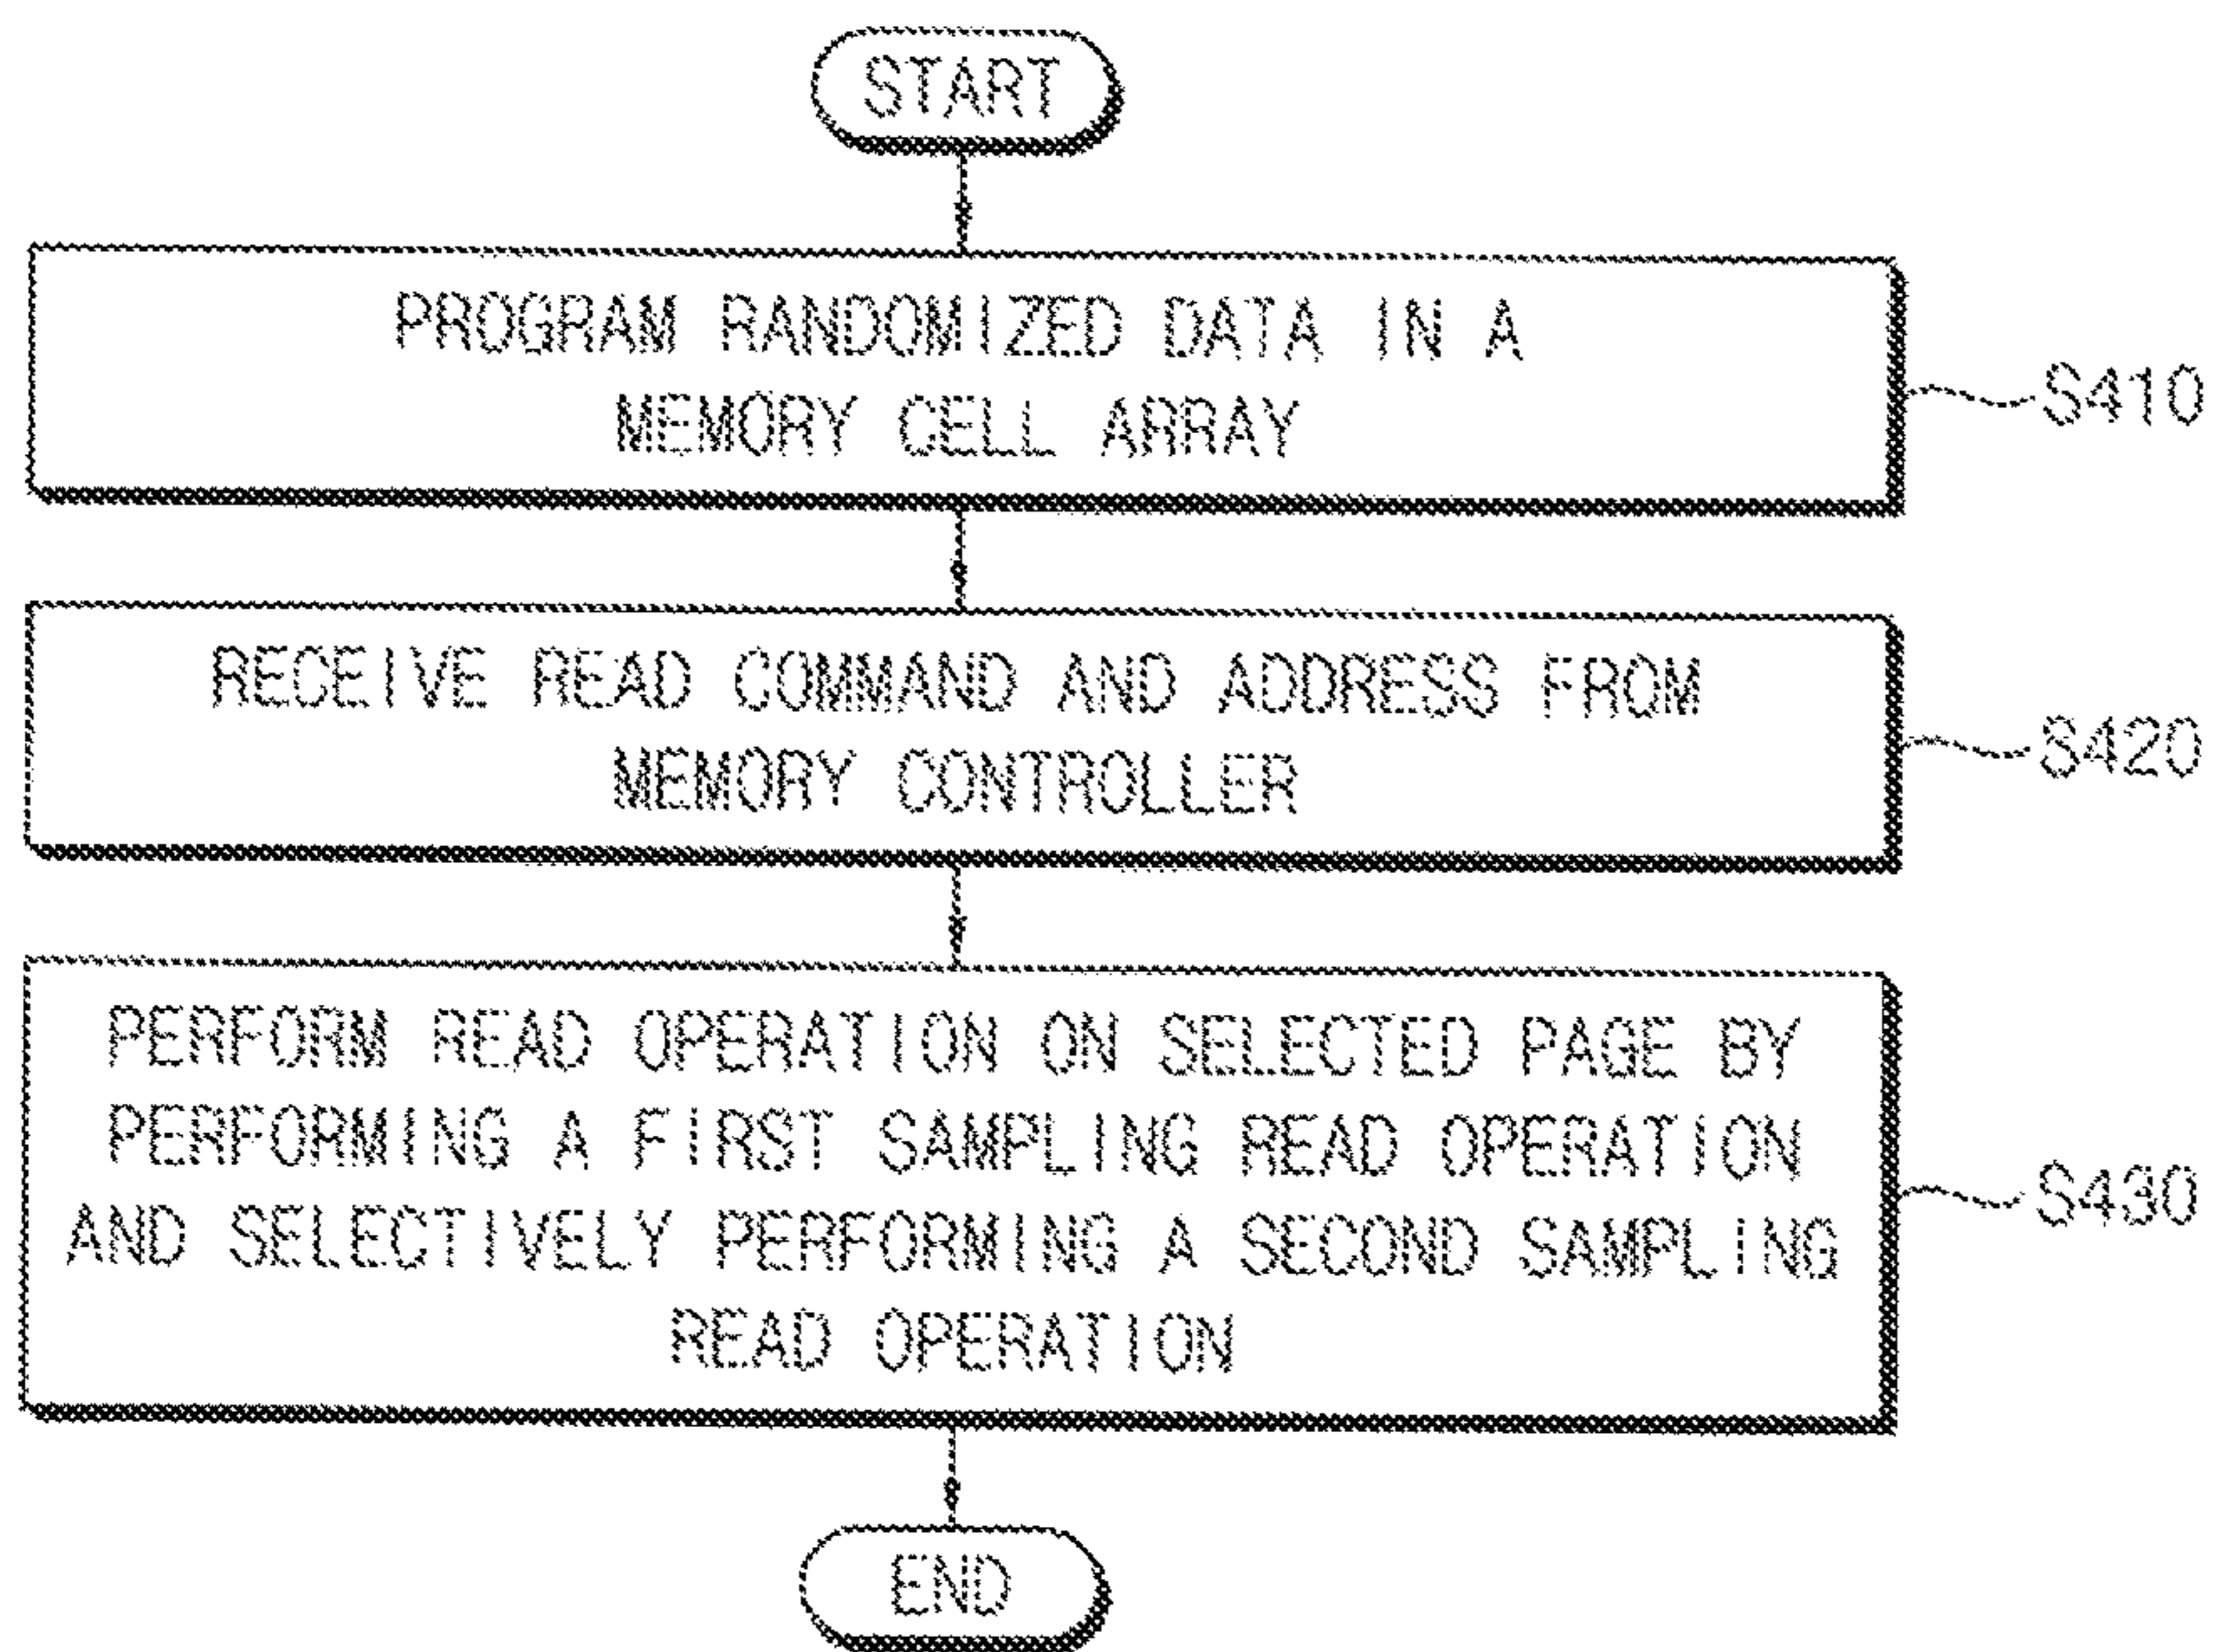 START
PROGRAM RANDOMIZED DATA IN A
MEMORY CELL ARRAY
S410
RECEIVE READ COMMAND AND ADDRESS FROM
MEMORY CONTROLLER
S420
PERFORM READ OPERATION ON SELECTED PAGE BY
PERFORMING A FIRST SAMPLING READ OPERATION
AND SELECTIVELY PERFORMING A SECOND SAMPLING
READ OPERATION
S430
END